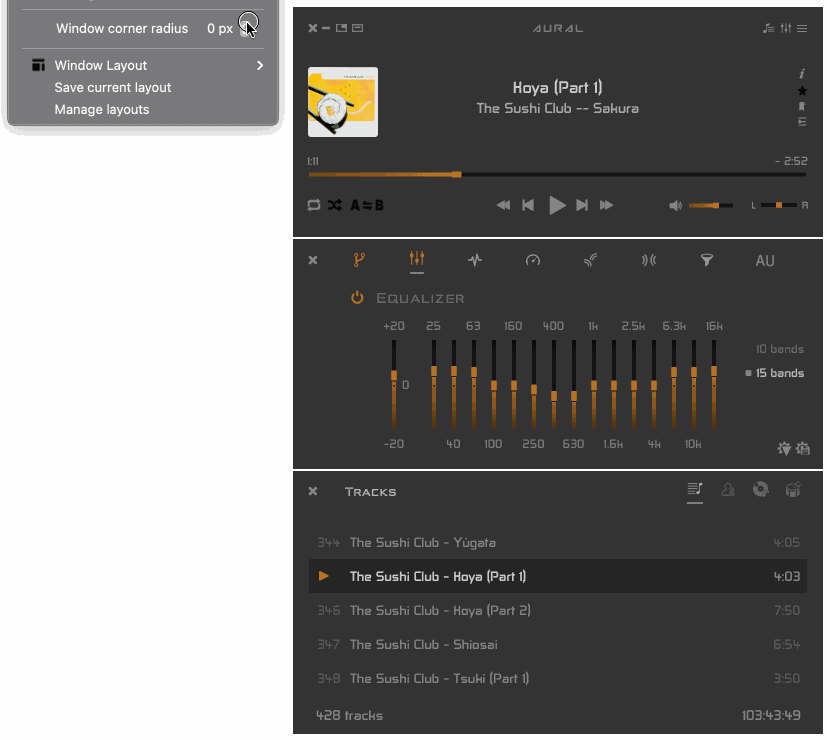 Window corner radius 0 px
Window Layout
Save current layout
Manage layouts
AURAL
Hoya (Part 1)
The Sushi Club -- Sakura
1:11 - 2:52
A B L R
AU
EQUALIZER
+20 25 63 160 400 1k 2.5k 6.3k 16k
10 bands
15 bands
0
-20 40 100 250 630 1.6k 4k 10k
TRACKS
344 The Sushi Club - Yúgata 4:05
The Sushi Club - Hoya (Part 1) 4:03
346 The Sushi Club - Hoya (Part 2) 7:50
347 The Sushi Club - Shiosai 6:54
348 The Sushi Club - Tsuki (Part 1) 3:50
428 tracks 103:43:49